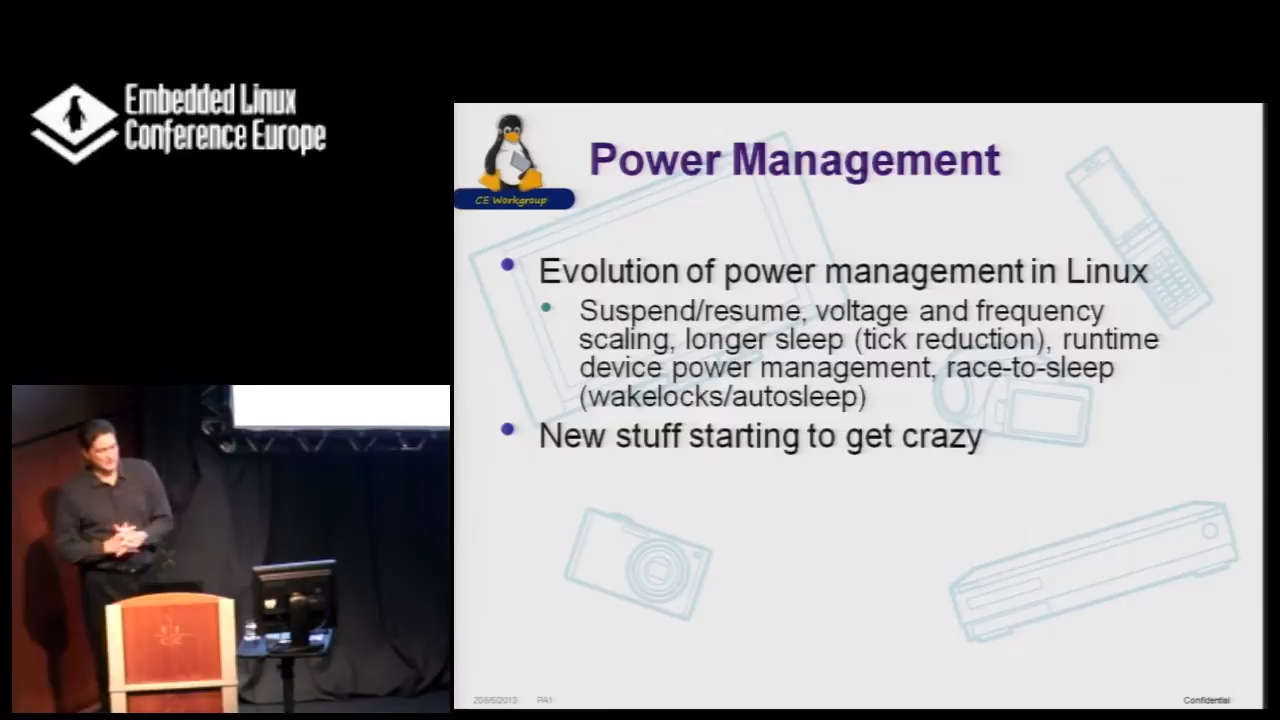 Embedded Linux
Conference Europe
CE Workgroup
Power Management
Evolution of power management in Linux
Suspend/resume, voltage and frequency
scaling, longer sleep (tick reduction), runtime
device power management, race-to-sleep
(wakelocks/autosleep)
New stuff starting to get crazy
PA1
Confidential